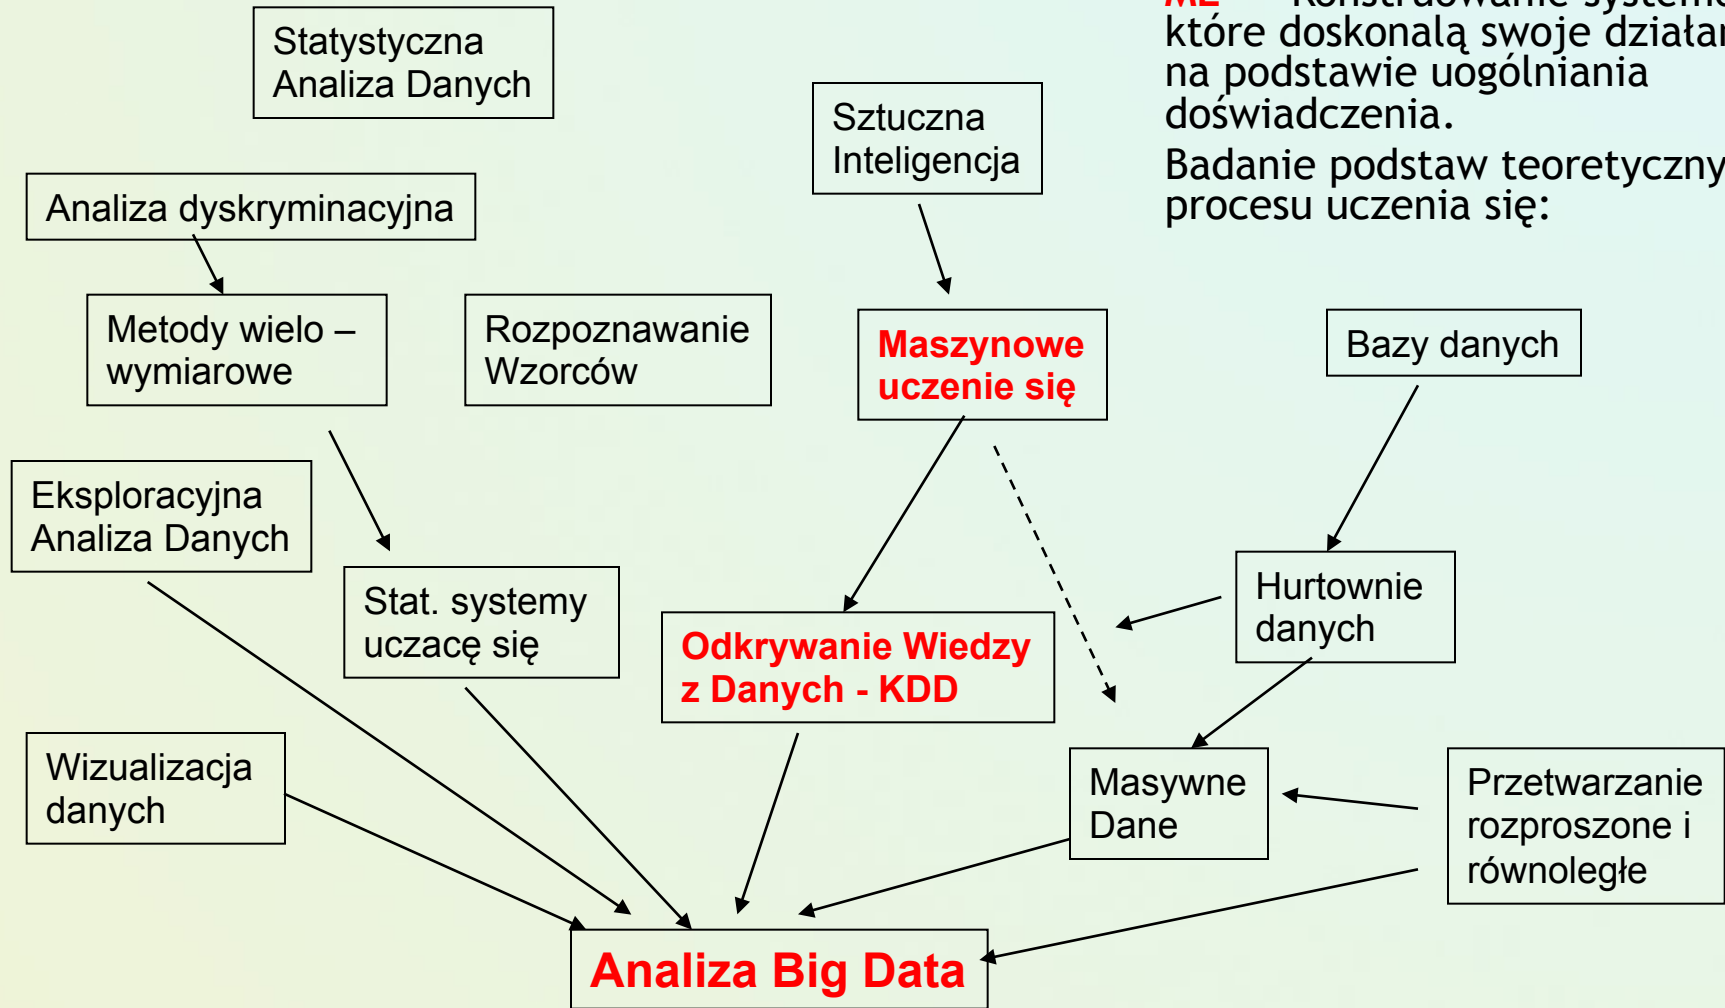 ML
które doskonalą swoje
na podstawie uogólniania
doświadczenia.
Badanie podstaw
procesu uczenia się:
Statystyczna
Analiza Danych
Sztuczna
Inteligencja
Analiza dyskryminacyjna
Metody wielo –
wymiarowe
Rozpoznawanie
Wzorców
Maszynowe
uczenie się
Bazy danych
Eksploracyjna
Analiza Danych
Stat. systemy
uczacę się
Odkrywanie Wiedzy
z Danych - KDD
Hurtownie
danych
Wizualizacja
danych
Masywne
Dane
Przetwarzanie
rozproszone i
równoległe
Analiza Big Data